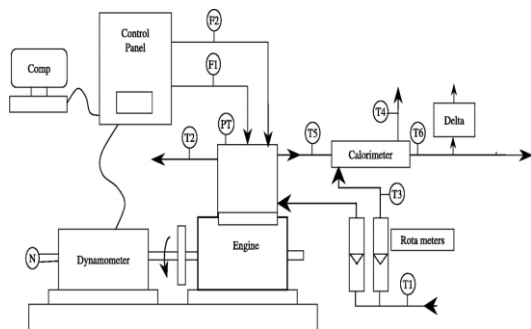 F2
Control
Panel
F1
Comp
T4
T2
PT
T5
T6
Delta
Calorimeter
T3
Engine
Rota meters
N
Dynamometer
T1